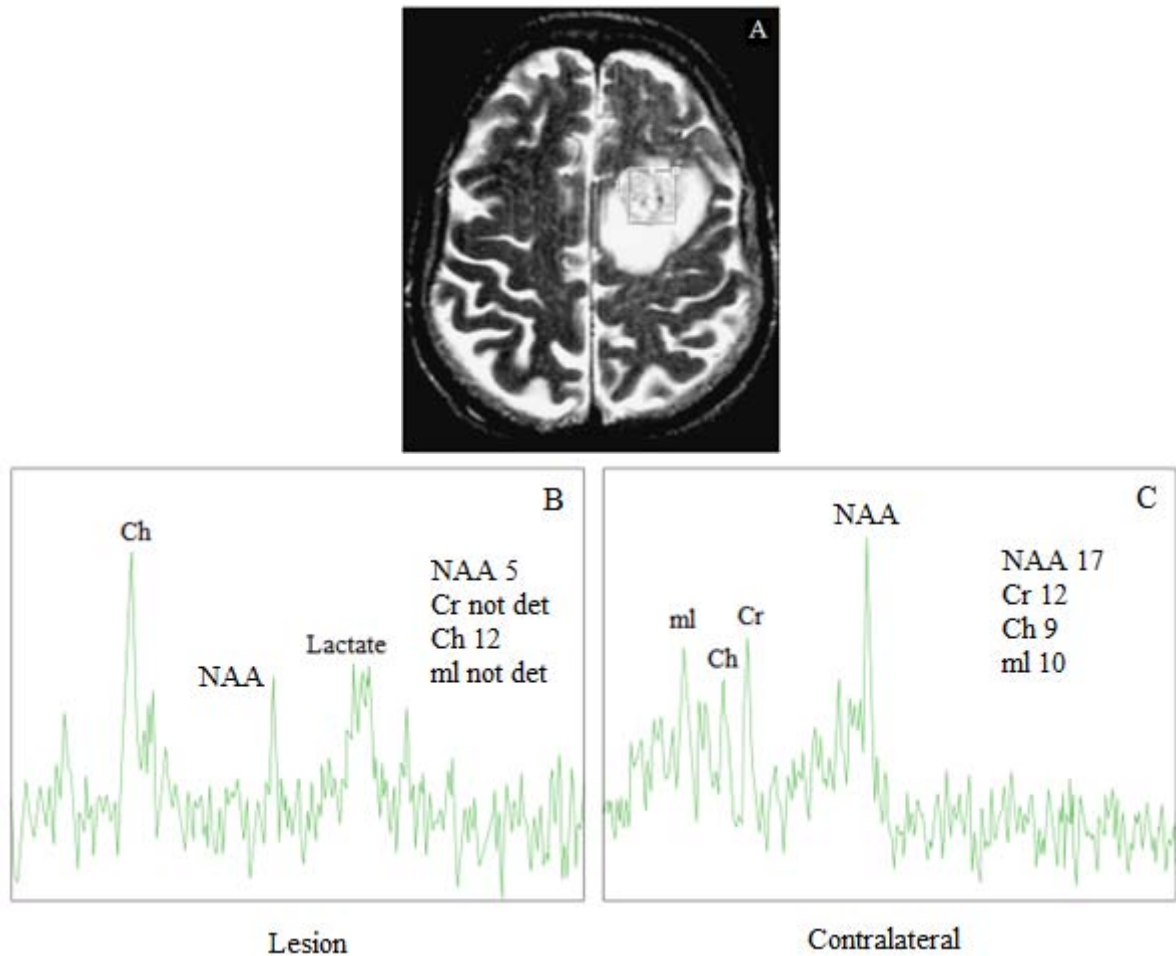 A
B
Ch
NAA
Lactate
NAA 5
Cr not det
Ch 12
ml not det
C
NAA
ml
Ch
Cr
NAA 17
Cr 12
Ch 9
ml 10
Lesion
Contralateral